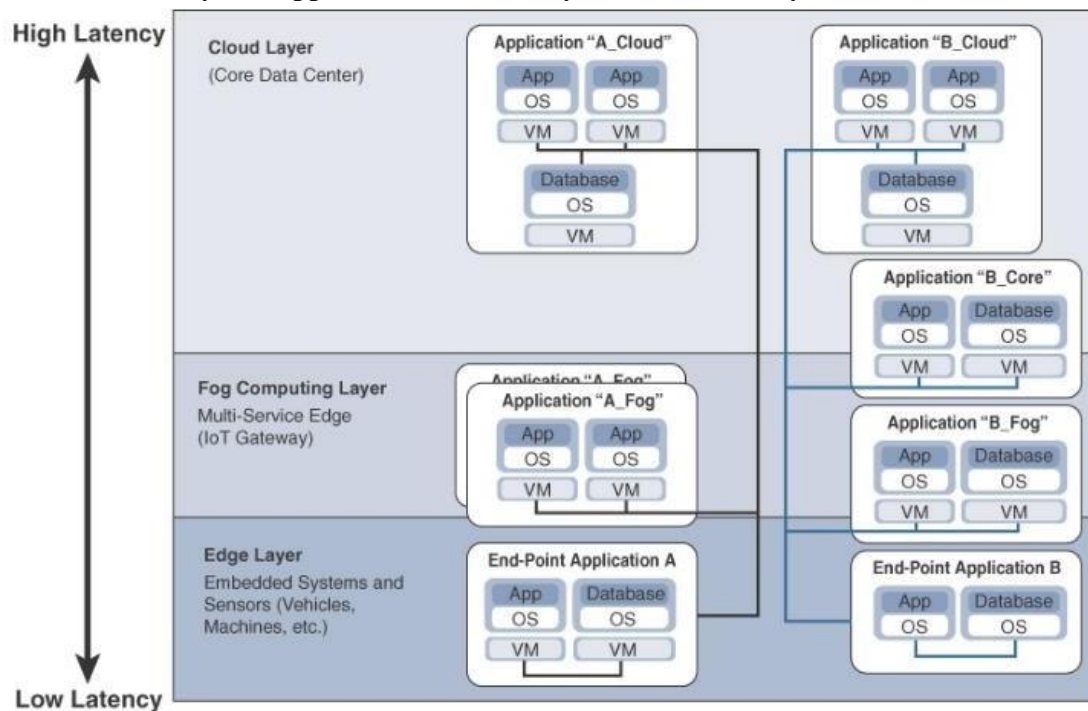 High Latency
Low Latency
Cloud Layer
(Core Data Center)
Application "A_Cloud"
App App
OS OS
VM VM
Database
OS
VM
Application "B_Cloud"
App App
OS OS
VM VM
Database
OS
VM
Application "B_Core"
App Database
OS OS
VM VM
Fog Computing Layer
Multi-Service Edge
(IoT Gateway)
Application "A_Fog"
Application "A_Fog"
App App
OS OS
VM VM
Application "B_Fog"
App Database
OS OS
VM VM
Edge Layer
Embedded Systems and
Sensors (Vehicles,
Machines, etc.)
End-Point Application A
App Database
OS OS
VM VM
End-Point Application B
App Database
OS OS